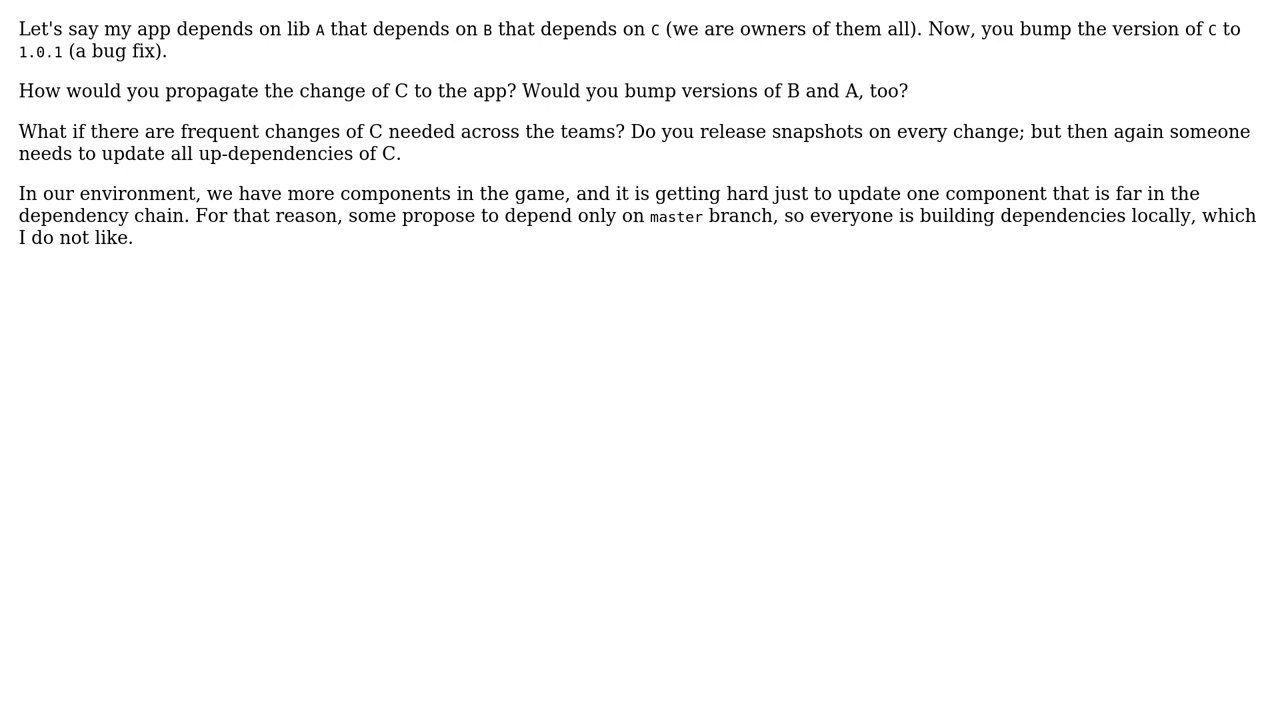 Let's say my app depends on lib A that depends on B that depends on C (we are owners of them all). Now, you bump the version of C to
1.0.1 (a bug fix).
How would you propagate the change of C to the app? Would you bump versions of B and A, too?
What if there are frequent changes of C needed across the teams? Do you release snapshots on every change; but then again someone
needs to update all up-dependencies of C.
In our environment, we have more components in the game, and it is getting hard just to update one component that is far in the
dependency chain. For that reason, some propose to depend only on master branch, so everyone is building dependencies locally, which
I do not like.